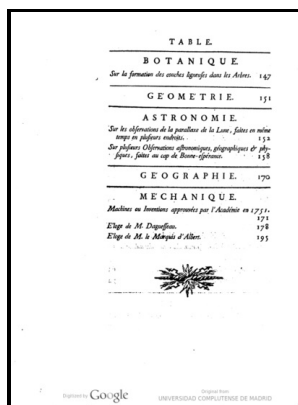 TABLE.
BOTANIQUE.
Sur la formation des couches ligneuses dans les Arbres. 147
GEOMETRIE. 151
ASTRONOMIE.
Sur les observations de la parallaxe de la Lune, faites en même
temps en plusieurs endroits. 152
Sur plusieurs Observations astronomiques, géographiques & phy-
siques, faites au cap de Bonne-espérance. 158
GEOGRAPHIE. 170
MECHANIQUE.
Machines ou Inventions approuvées par l'Académie en 1751.
171
Eloge de M. Daguesseau. 178
Eloge de M. le Marquis d'Albert. 195
Digitized by Google
Original from
UNIVERSIDAD COMPLUTENSE DE MADRID